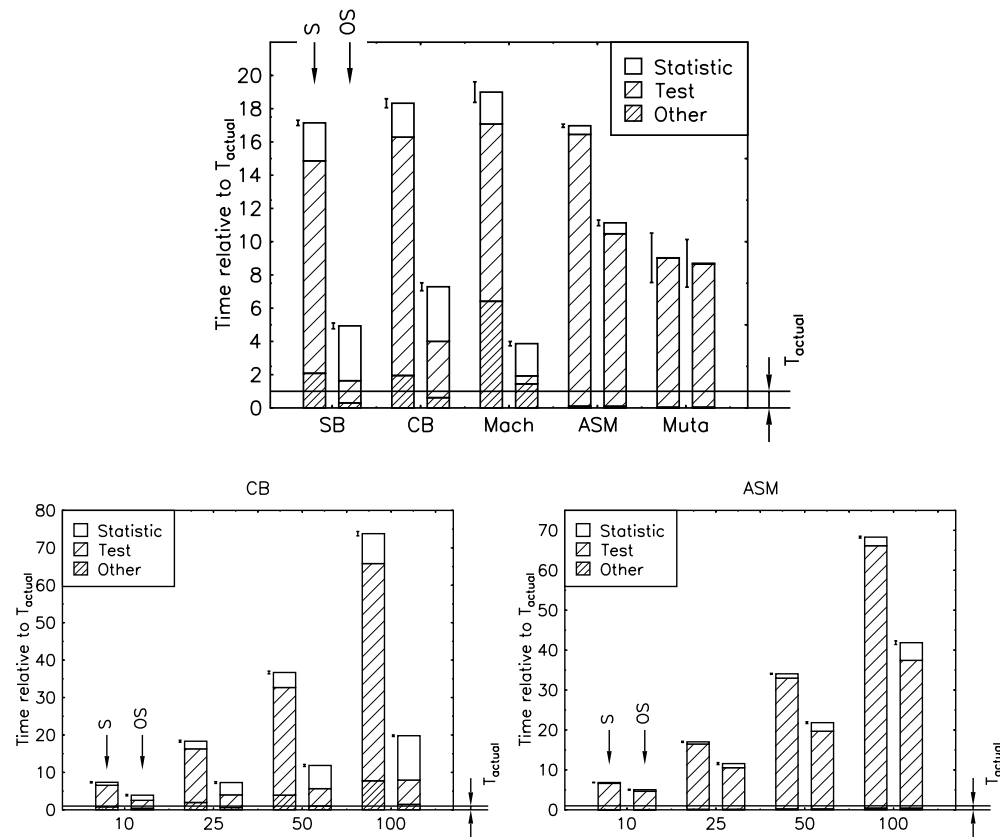 S
OS
Statistic
Test
Other
Time relative to T_actual
20
18
16
14
12
10
8
6
4
2
0
SB
CB
Mach
ASM
Muta
T_actual
CB
Statistic
Test
Other
Time relative to T_actual
80
70
60
50
40
30
20
10
0
S
OS
10
25
50
100
T_actual
ASM
Statistic
Test
Other
Time relative to T_actual
70
60
50
40
30
20
10
0
S
OS
10
25
50
100
T_actual